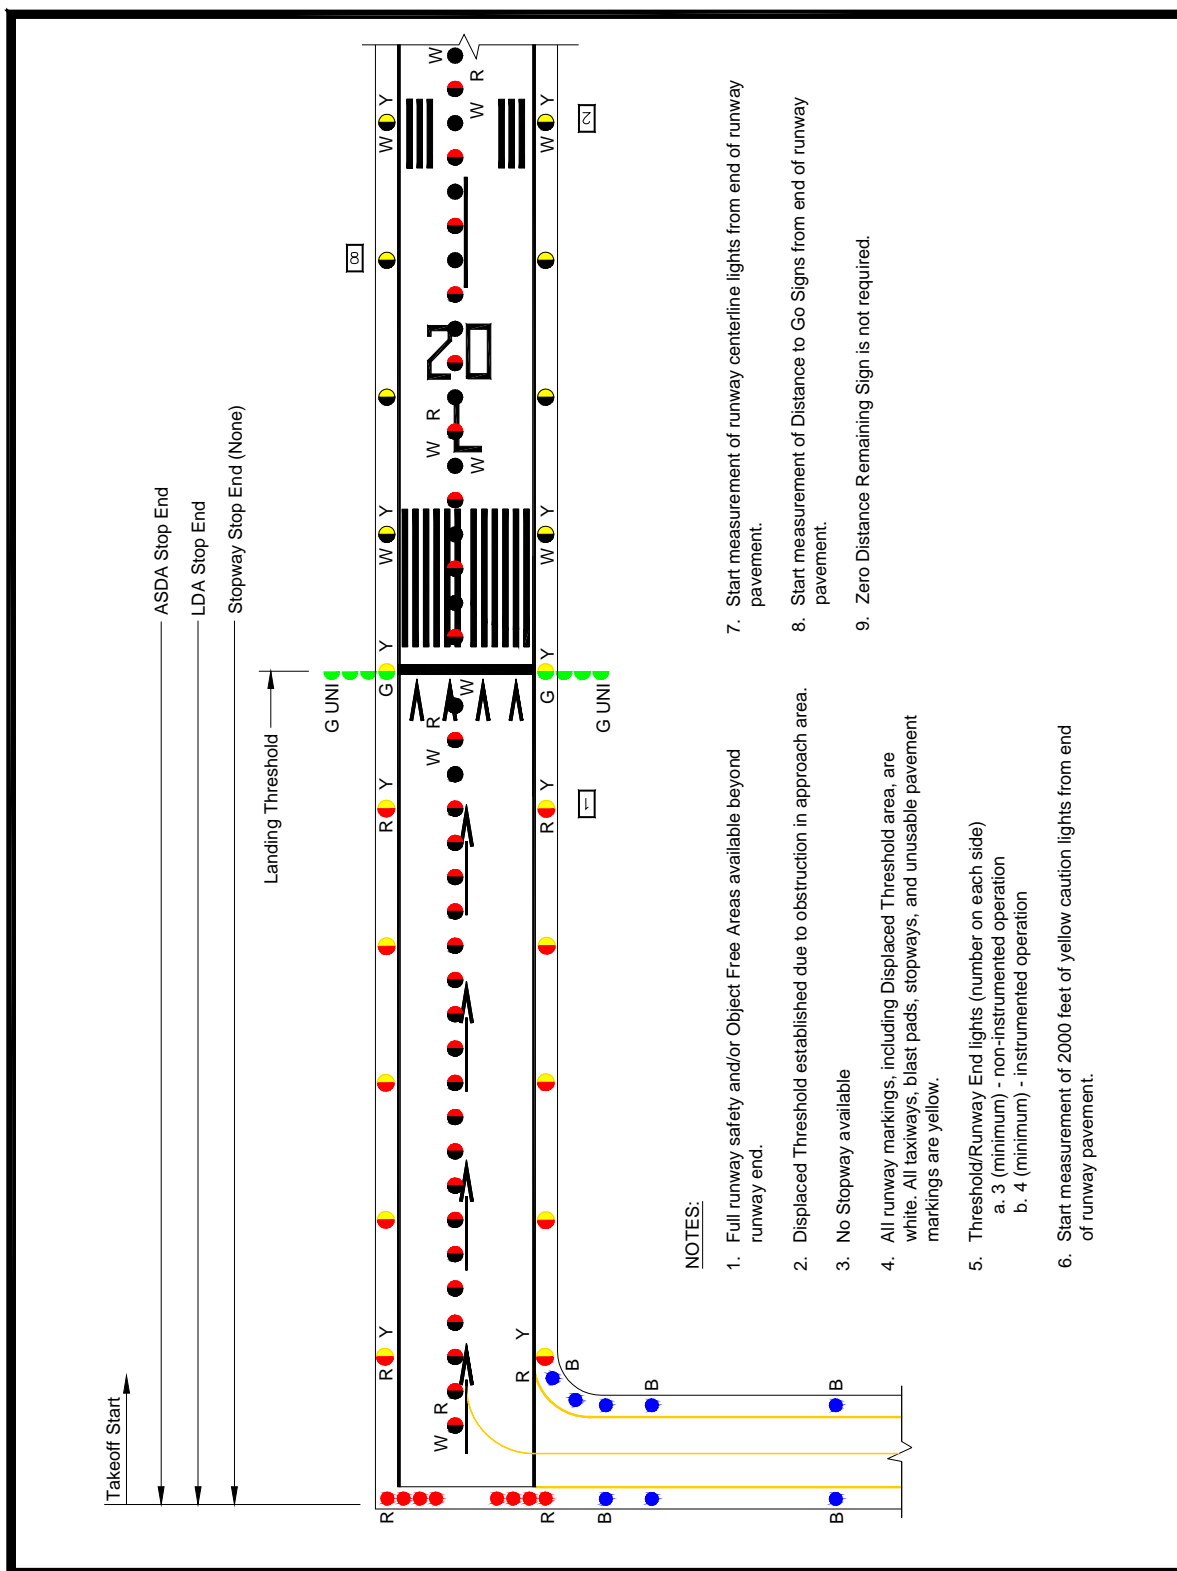 Takeoff Start
ASDA Stop End
LDA Stop End
Stopway Stop End (None)
Landing Threshold
G UNI
G UNI
R
R Y
R Y
G Y
W Y
W Y
8
W R
W R
W
W R
W
20
L
W
R
W
R
R Y
R Y
G Y
W Y
W Y
1
2
B
B
B
B
B
NOTES:
1. Full runway safety and/or Object Free Areas available beyond
runway end.
2. Displaced Threshold established due to obstruction in approach area.
3. No Stopway available
4. All runway markings, including Displaced Threshold area, are
white. All taxiways, blast pads, stopways, and unusable pavement
markings are yellow.
5. Threshold/Runway End lights (number on each side)
a. 3 (minimum) - non-instrumented operation
b. 4 (minimum) - instrumented operation
6. Start measurement of 2000 feet of yellow caution lights from end
of runway pavement.
7. Start measurement of runway centerline lights from end of runway
pavement.
8. Start measurement of Distance to Go Signs from end of runway
pavement.
9. Zero Distance Remaining Sign is not required.